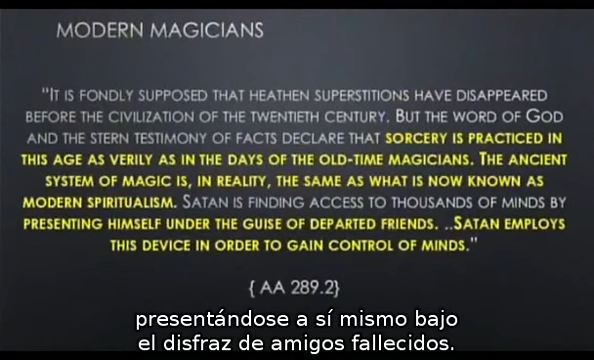 MODERN MAGICIANS
"IT IS FONDLY SUPPOSED THAT HEATHEN SUPERSTITIONS HAVE DISAPPEARED
BEFORE THE CIVILIZATION OF THE TWENTIETH CENTURY. BUT THE WORD OF GOD
AND THE STERN TESTIMONY OF FACTS DECLARE THAT SORCERY IS PRACTICED IN
THIS AGE AS VERILY AS IN THE DAYS OF THE OLD-TIME MAGICIANS. THE ANCIENT
SYSTEM OF MAGIC IS, IN REALITY, THE SAME AS WHAT IS NOW KNOWN AS
MODERN SPIRITUALISM. SATAN IS FINDING ACCESS TO THOUSANDS OF MINDS BY
PRESENTING HIMSELF UNDER THE GUISE OF DEPARTED FRIENDS. ..SATAN EMPLOYS
THIS DEVICE IN ORDER TO GAIN CONTROL OF MINDS."
{ AA 289.2}
presentándose a sí mismo bajo
el disfraz de amigos fallecidos.